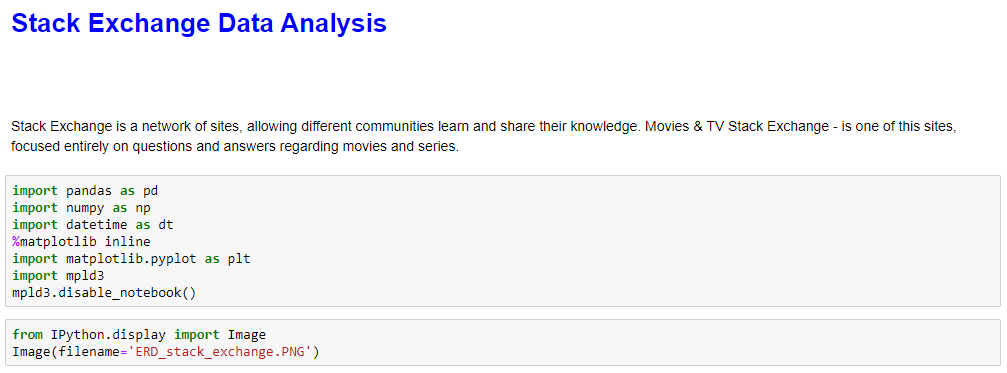 Stack Exchange Data Analysis
Stack Exchange is a network of sites, allowing different communities learn and share their knowledge. Movies & TV Stack Exchange - is one of this sites,
focused entirely on questions and answers regarding movies and series.
import pandas as pd
import numpy as np
import datetime as dt
%matplotlib inline
import matplotlib.pyplot as plt
import mpld3
mpld3.disable_notebook()
from IPython.display import Image
Image(filename='ERD_stack_exchange.PNG')